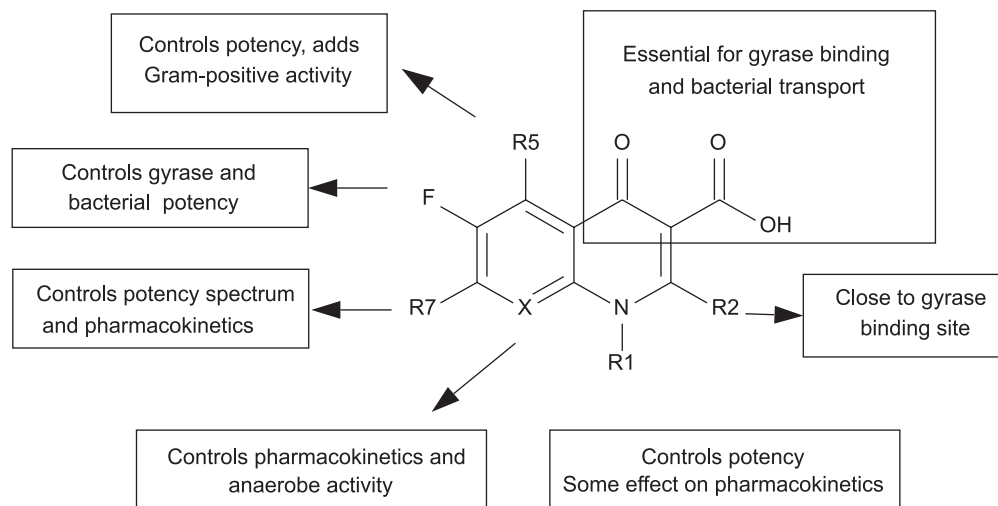 Controls potency, adds
Gram-positive activity
Essential for gyrase binding
and bacterial transport
R5
O
O
Controls gyrase and
bacterial potency
F
OH
Controls potency spectrum
and pharmacokinetics
R7
X
N
R2
Close to gyrase
binding site
R1
Controls pharmacokinetics and
anaerobe activity
Controls potency
Some effect on pharmacokinetics